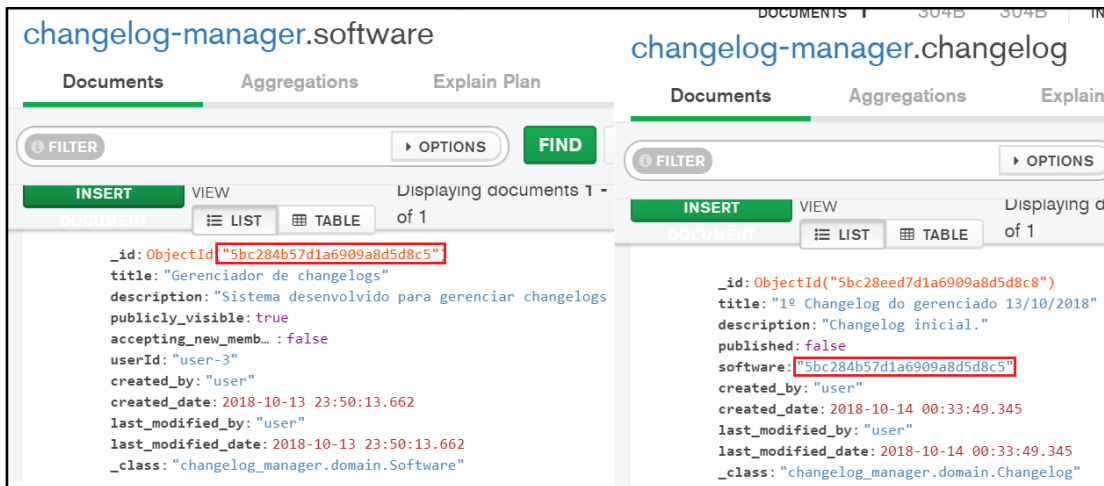 changelog-manager.software
Documents Aggregations Explain Plan
FILTER OPTIONS FIND
INSERT DOCUMENT VIEW LIST TABLE Displaying documents 1 -
of 1
_id: ObjectId("5bc284b57d1a6909a8d5d8c5")
title: "Gerenciador de changelogs"
description: "Sistema desenvolvido para gerenciar changelogs
publicly_visible: true
accepting_new_memb… : false
userId: "user-3"
created_by: "user"
created_date: 2018-10-13 23:50:13.662
last_modified_by: "user"
last_modified_date: 2018-10-13 23:50:13.662
_class: "changelog_manager.domain.Software"
DOCUMENTS 1 304B 304B
changelog-manager.changelog
Documents Aggregations Explain
FILTER OPTIONS
INSERT DOCUMENT VIEW LIST TABLE Displaying d
of 1
_id: ObjectId("5bc28eed7d1a6909a8d5d8c8")
title: "1º Changelog do gerenciado 13/10/2018"
description: "Changelog inicial."
published: false
software: "5bc284b57d1a6909a8d5d8c5"
created_by: "user"
created_date: 2018-10-14 00:33:49.345
last_modified_by: "user"
last_modified_date: 2018-10-14 00:33:49.345
_class: "changelog_manager.domain.Changelog"